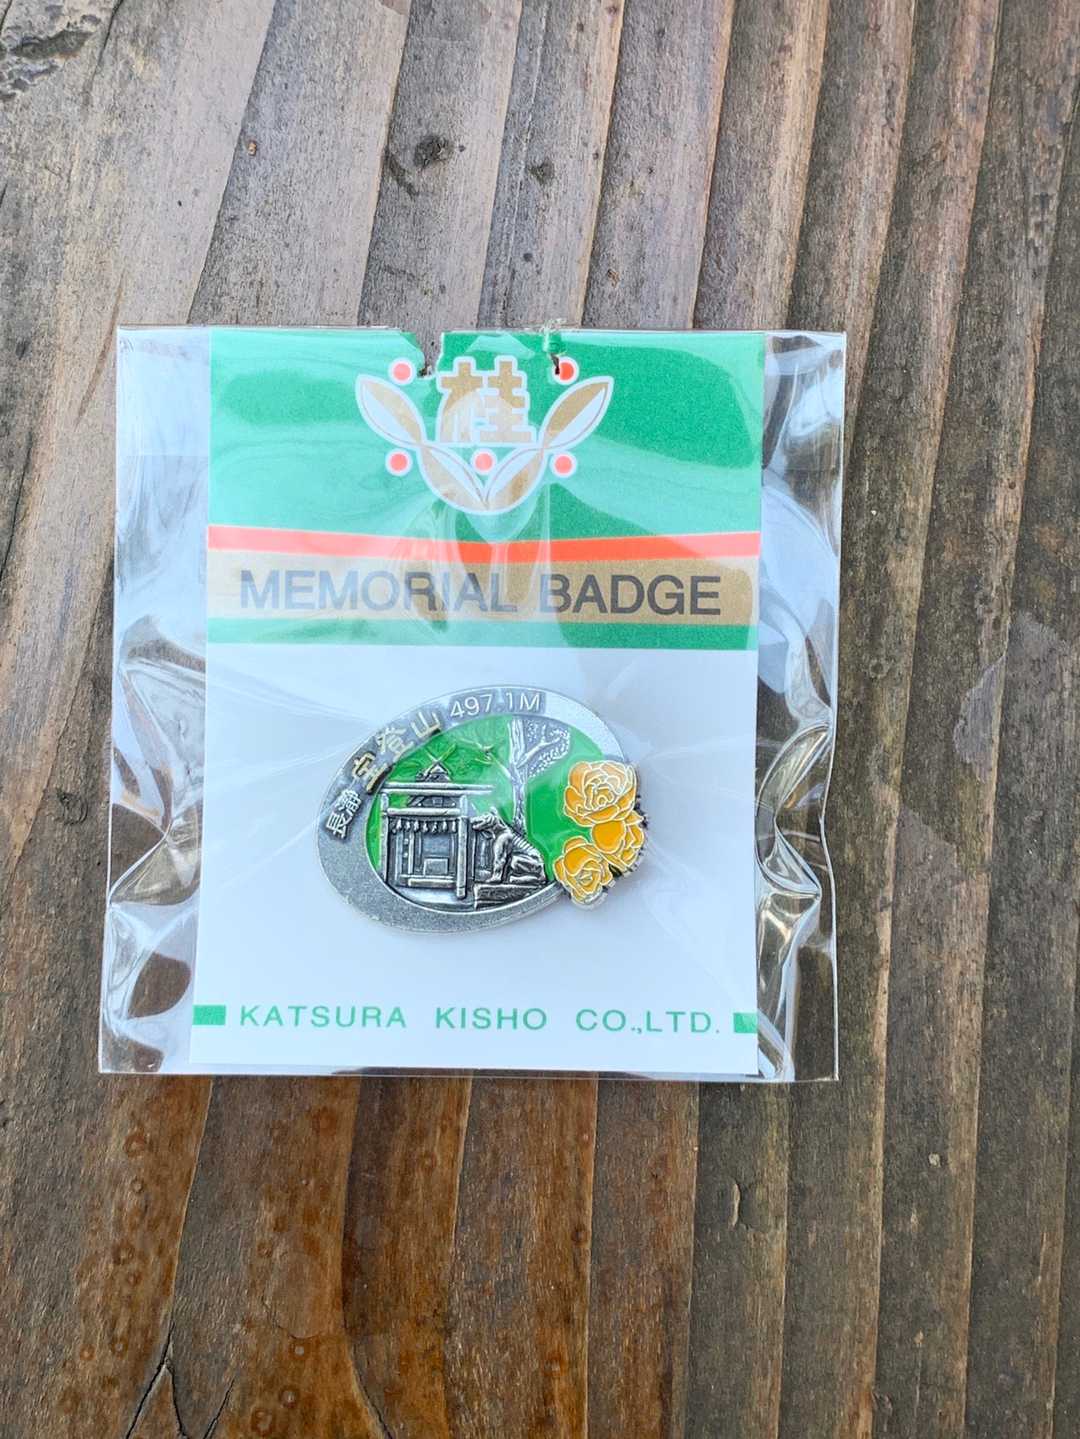 桂
MEMORIAL BADGE
長瀞 宝登山 497.1M
KATSURA KISHO CO.,LTD.